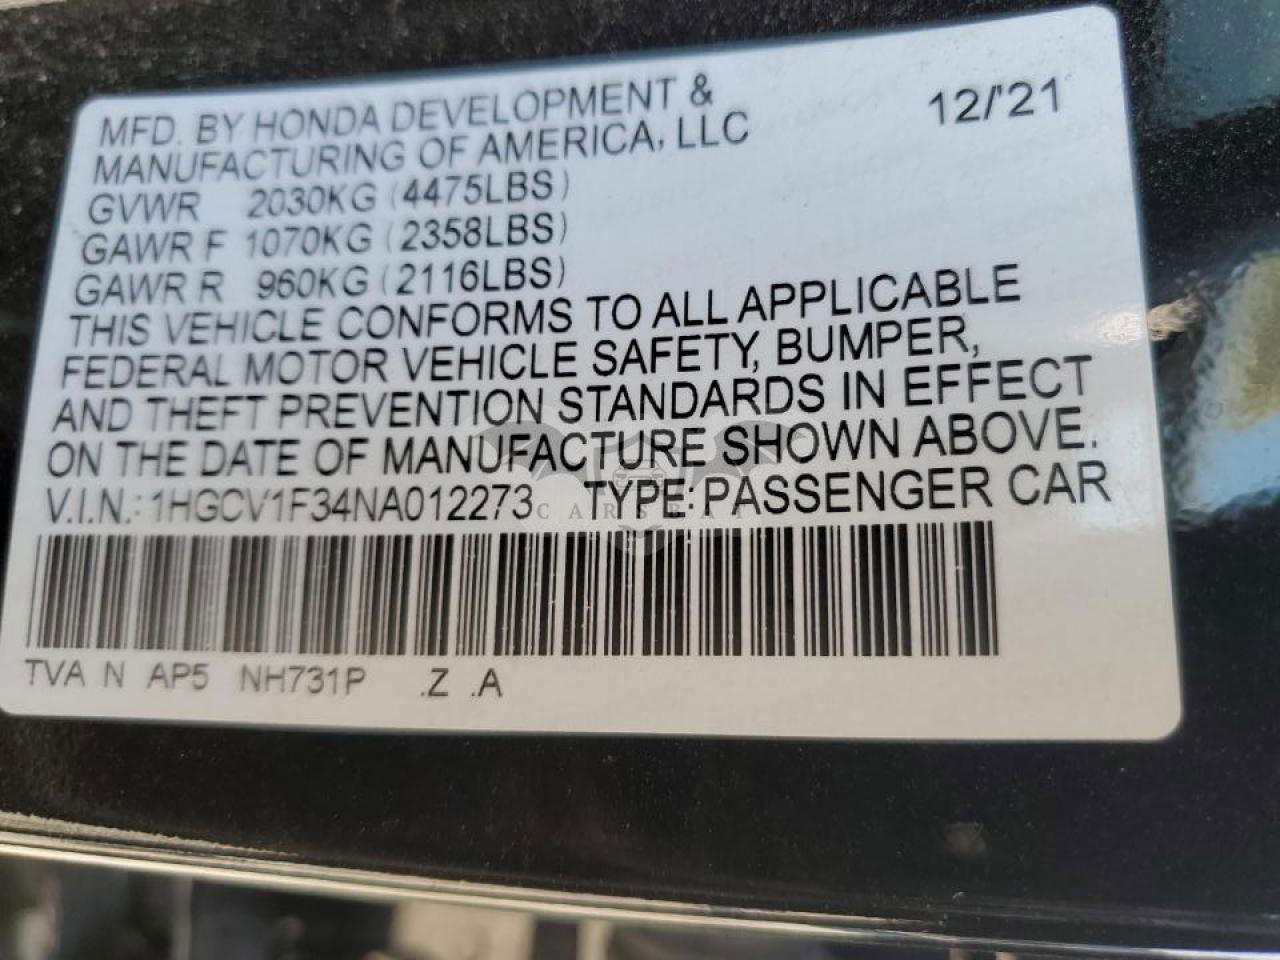 MFD. BY HONDA DEVELOPMENT &
MANUFACTURING OF AMERICA, LLC
12/'21
GVWR 2030KG (4475LBS)
GAWR F 1070KG (2358LBS)
GAWR R 960KG (2116LBS)
THIS VEHICLE CONFORMS TO ALL APPLICABLE
FEDERAL MOTOR VEHICLE SAFETY, BUMPER,
AND THEFT PREVENTION STANDARDS IN EFFECT
ON THE DATE OF MANUFACTURE SHOWN ABOVE.
V.I.N.: 1HGCV1F34NA012273 TYPE: PASSENGER CAR
CARSBAT
TVA N AP5 NH731P .Z .A